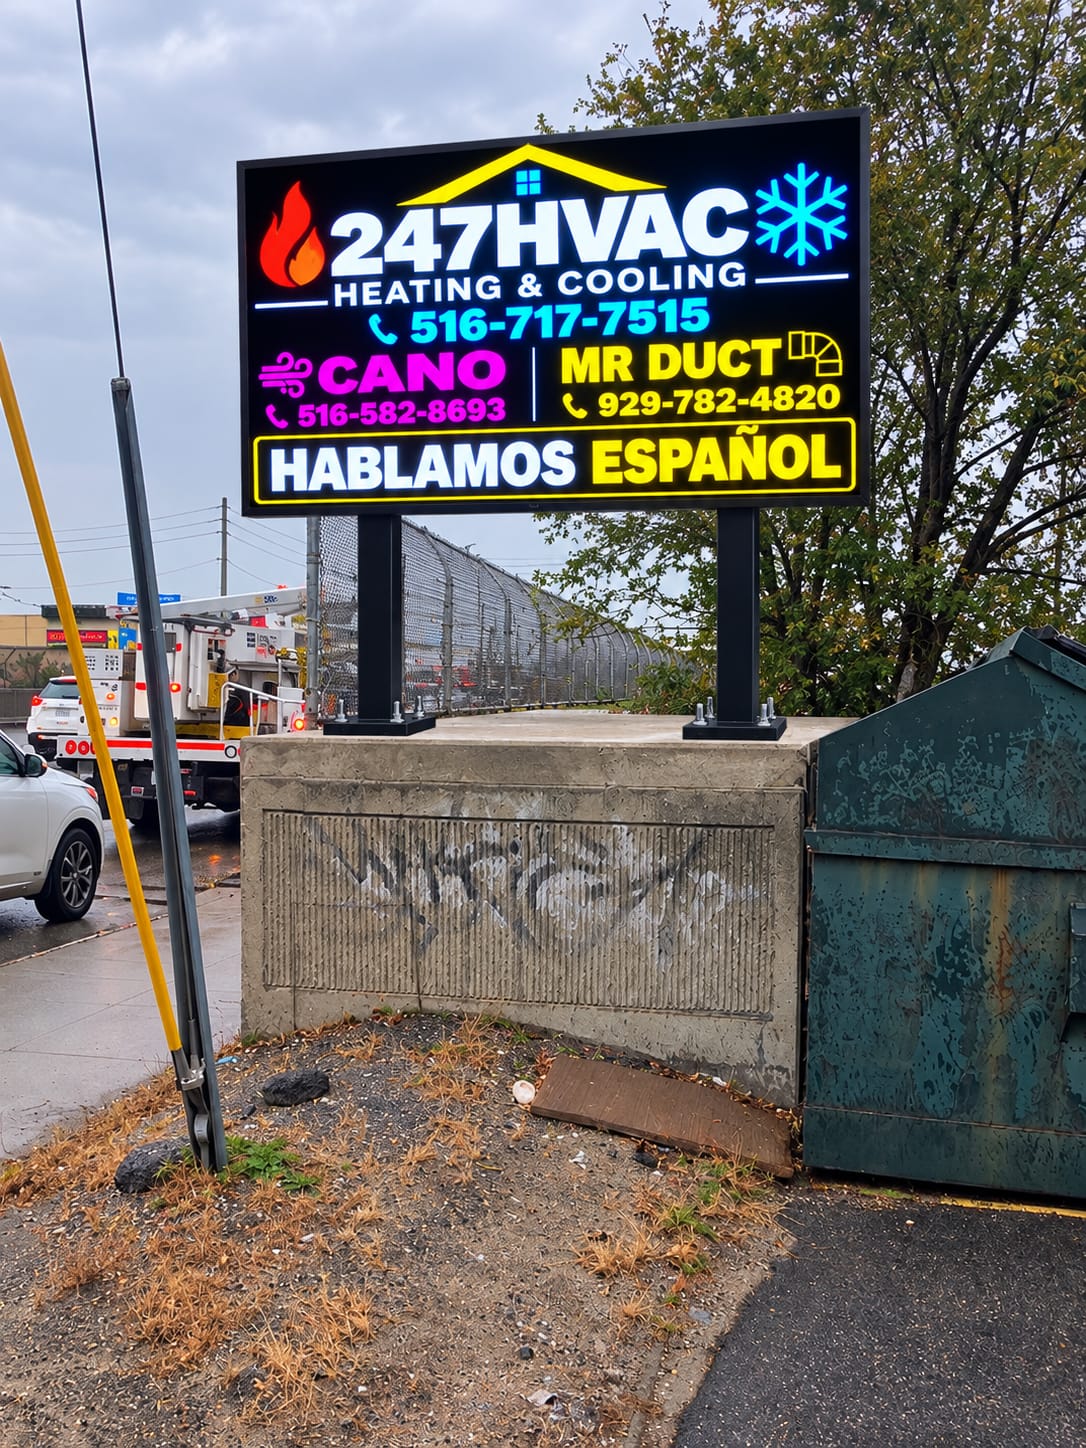 247HVAC
HEATING & COOLING
516-717-7515
CANO
516-582-8693
MR DUCT
929-782-4820
HABLAMOS ESPAÑOL